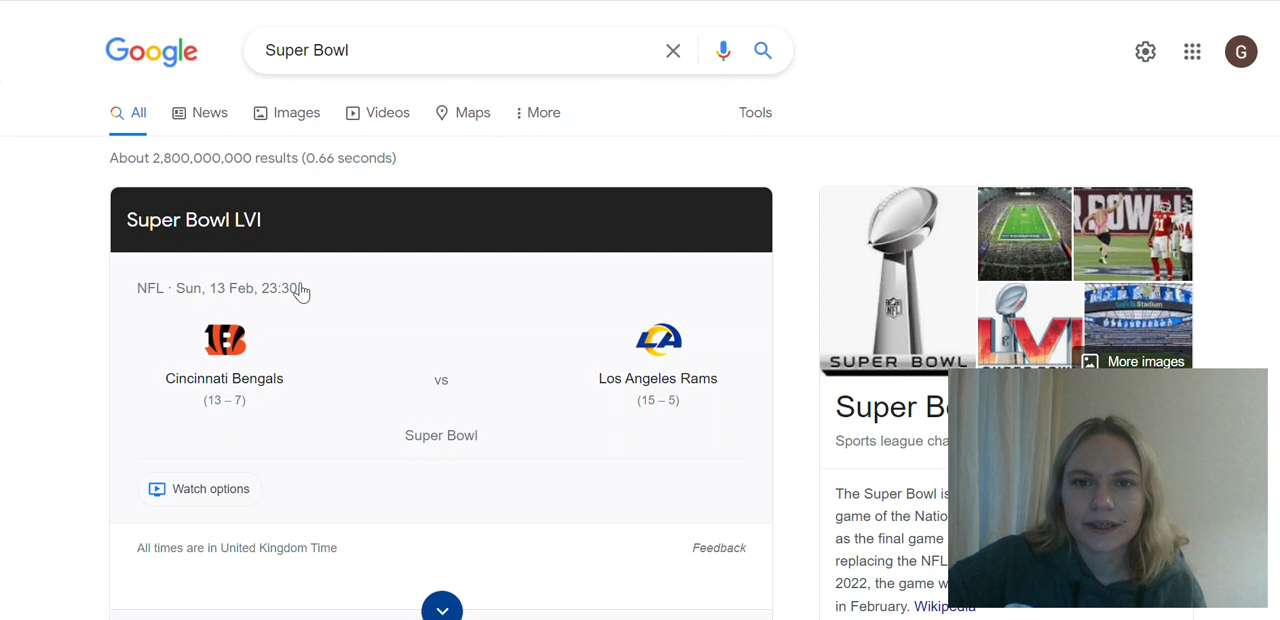 Google
Super Bowl
G
All
News
Images
Videos
Maps
More
Tools
About 2,800,000,000 results (0.66 seconds)
Super Bowl LVI
NFL · Sun, 13 Feb, 23:30
Cincinnati Bengals
(13 – 7)
vs
Los Angeles Rams
(15 – 5)
Super Bowl
Watch options
All times are in United Kingdom Time
Feedback
NFL
SUPER BOWL
LVI
More images
Super B
Sports league cha
The Super Bowl is
game of the Natio
as the final game
replacing the NFL
2022, the game w
in February. Wikipedia